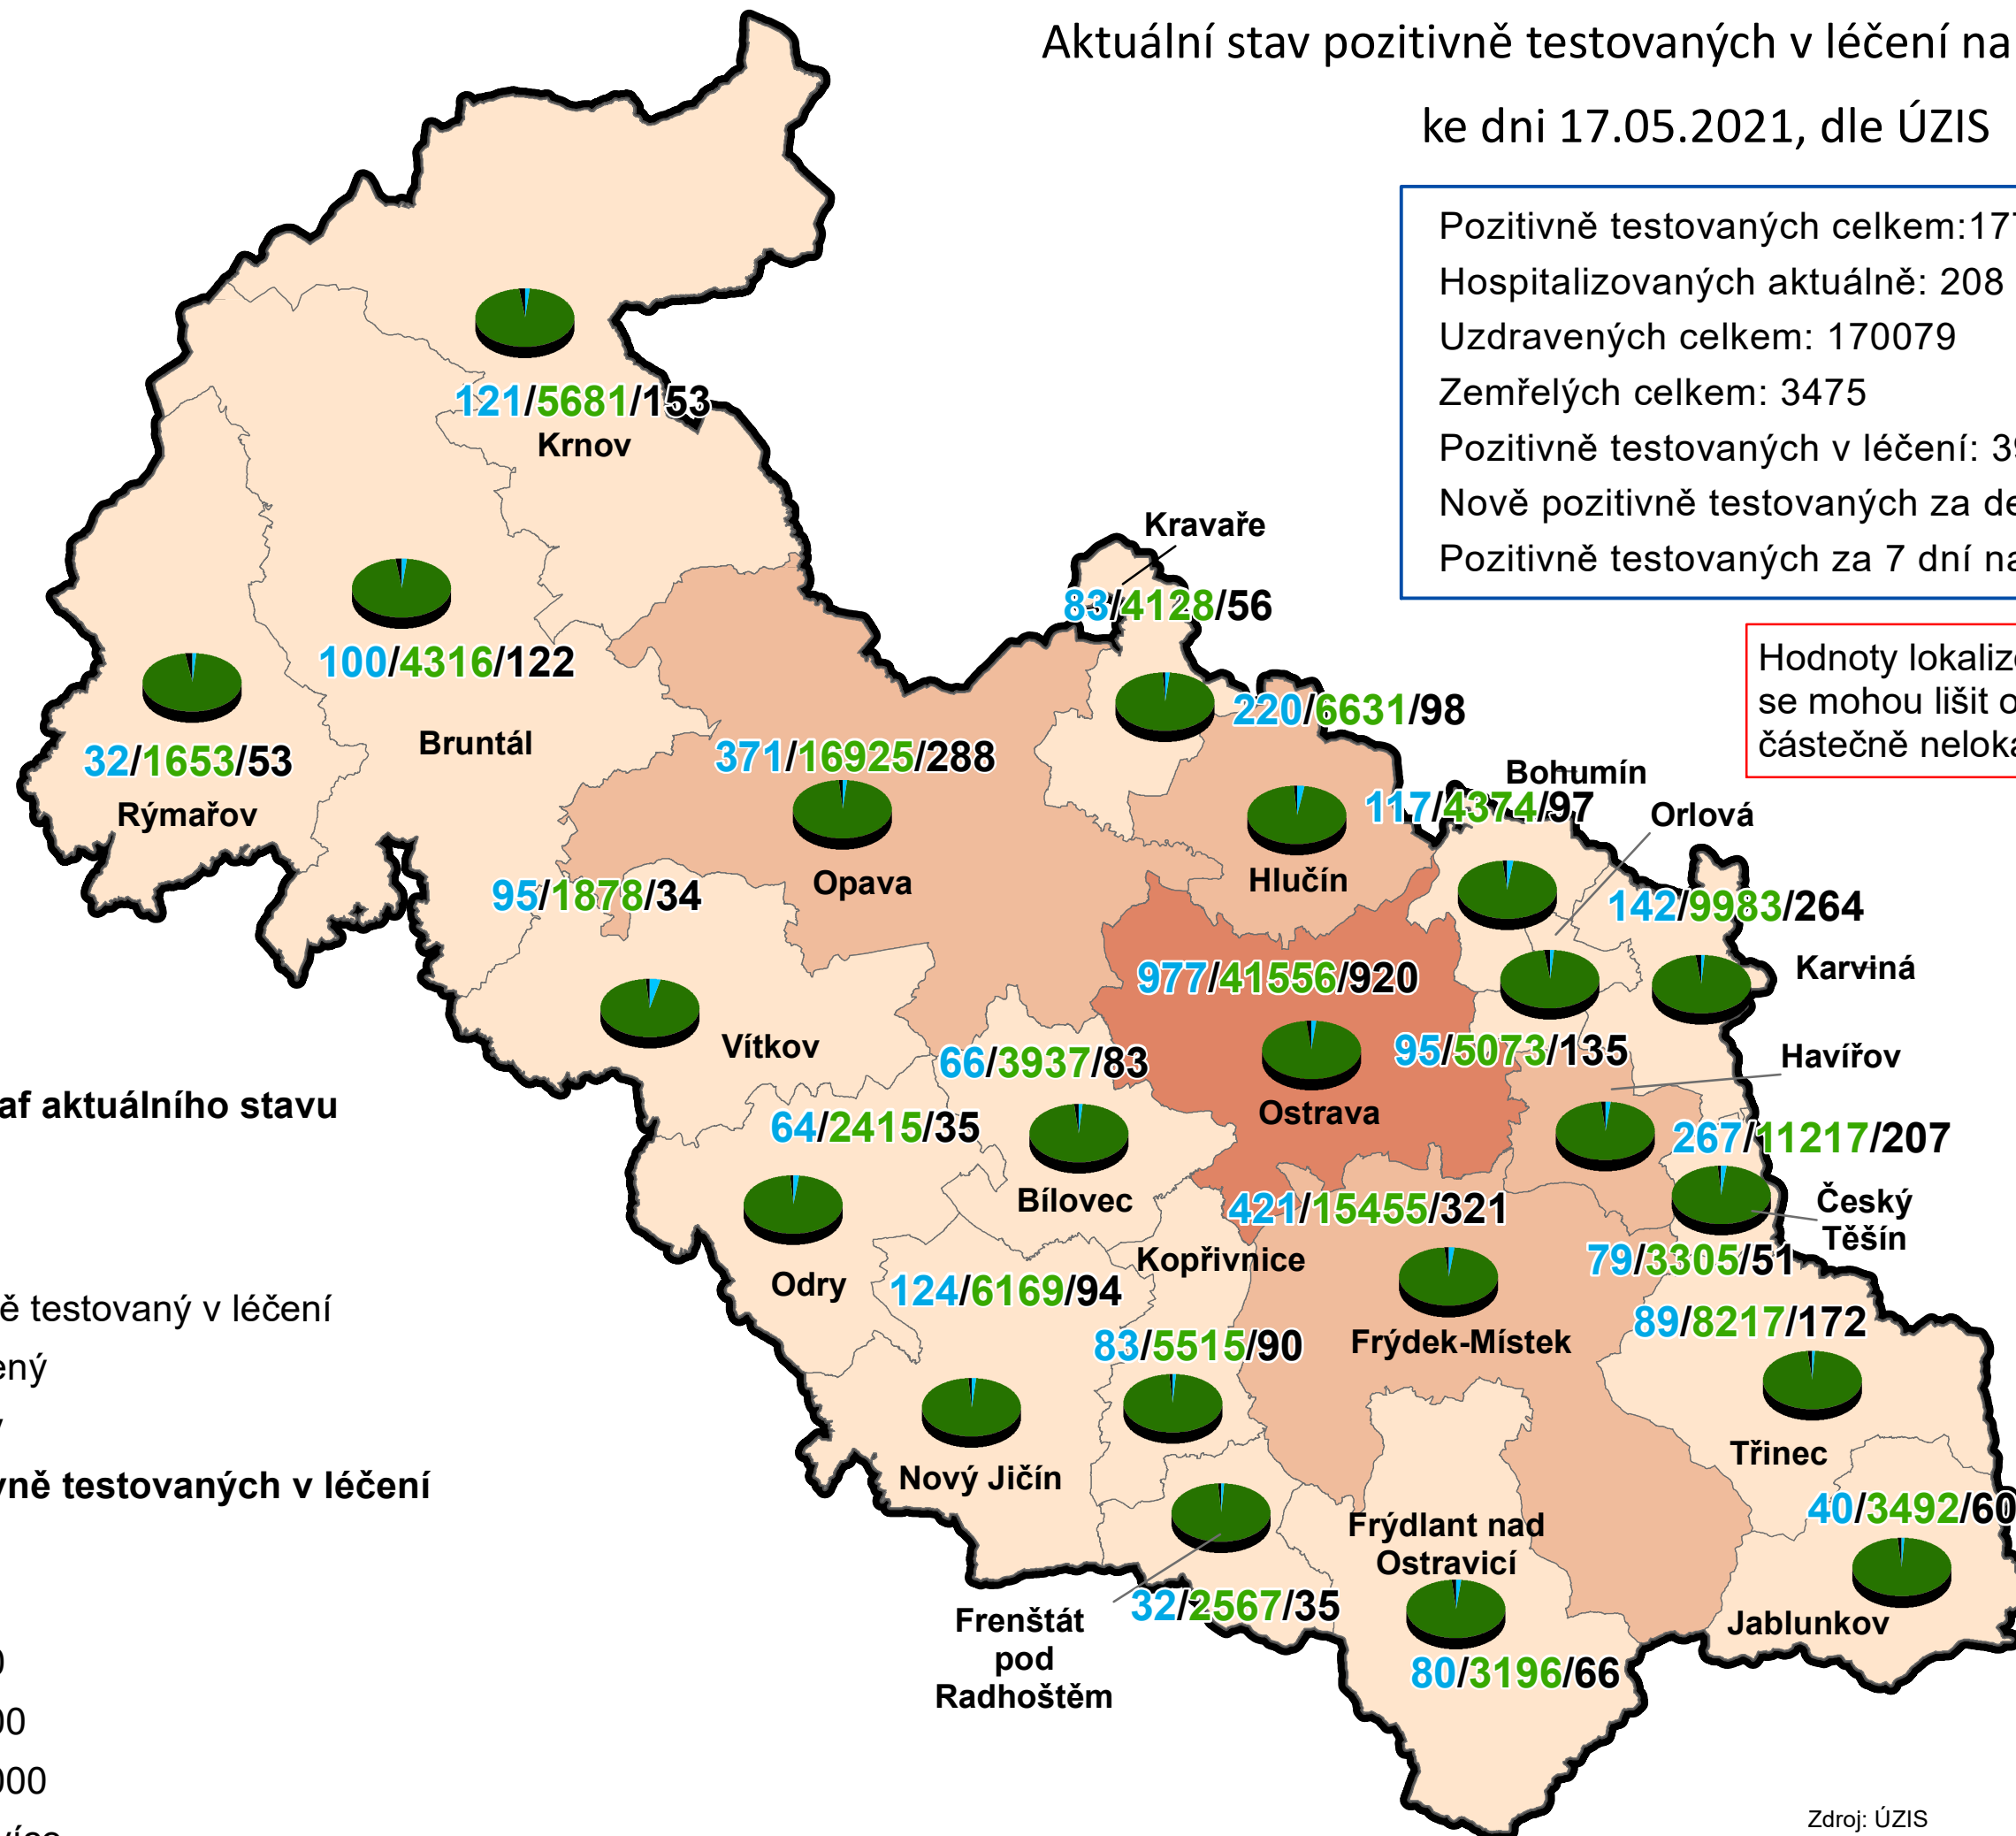 Aktuální stav pozitivně testovaných v léčení na
ke dni 17.05.2021, dle ÚZIS
Pozitivně testovaných celkem:177
Hospitalizovaných aktuálně: 208
Uzdravených celkem: 170079
Zemřelých celkem: 3475
Pozitivně testovaných v léčení: 39
Nově pozitivně testovaných za de
Pozitivně testovaných za 7 dní na
Hodnoty lokaliz
se mohou lišit o
částečně neloka
121/5681/153
Krnov
Kravaře
83/4128/56
100/4316/122
Bruntál
32/1653/53
Rýmařov
220/6631/98
Hlučín
371/16925/288
Opava
Bohumín
117/4374/97
Orlová
95/1878/34
Vítkov
142/9983/264
Karviná
977/41556/920
Ostrava
95/5073/135
Havířov
66/3937/83
Bílovec
64/2415/35
Odry
267/11217/207
Český
Těšín
421/15455/321
Frýdek-Místek
Kopřivnice
79/3305/51
124/6169/94
Nový Jičín
83/5515/90
89/8217/172
Třinec
40/3492/60
Jablunkov
Frýdlant nad
Ostravicí
80/3196/66
32/2567/35
Frenštát
pod
Radhoštěm
af aktuálního stavu
ě testovaný v léčení
ený
vně testovaných v léčení
0
00
000
Zdroj: ÚZIS